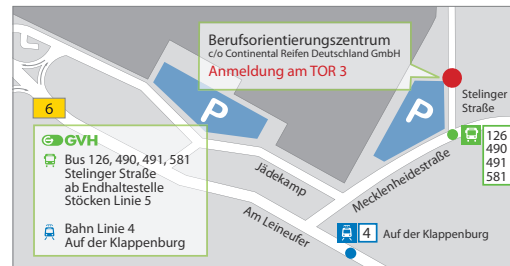 Berufsorientierungszentrum
c/o Continental Reifen Deutschland GmbH
Anmeldung am TOR 3
P
P
Stelinger
Straße
6
GVH
Bus 126, 490, 491, 581
Stelinger Straße
ab Endhaltestelle
Stöcken Linie 5
Bahn Linie 4
Auf der Klappenburg
126
490
491
581
Jädekamp
Mecklenheidestraße
Am Leineufer
4 Auf der Klappenburg